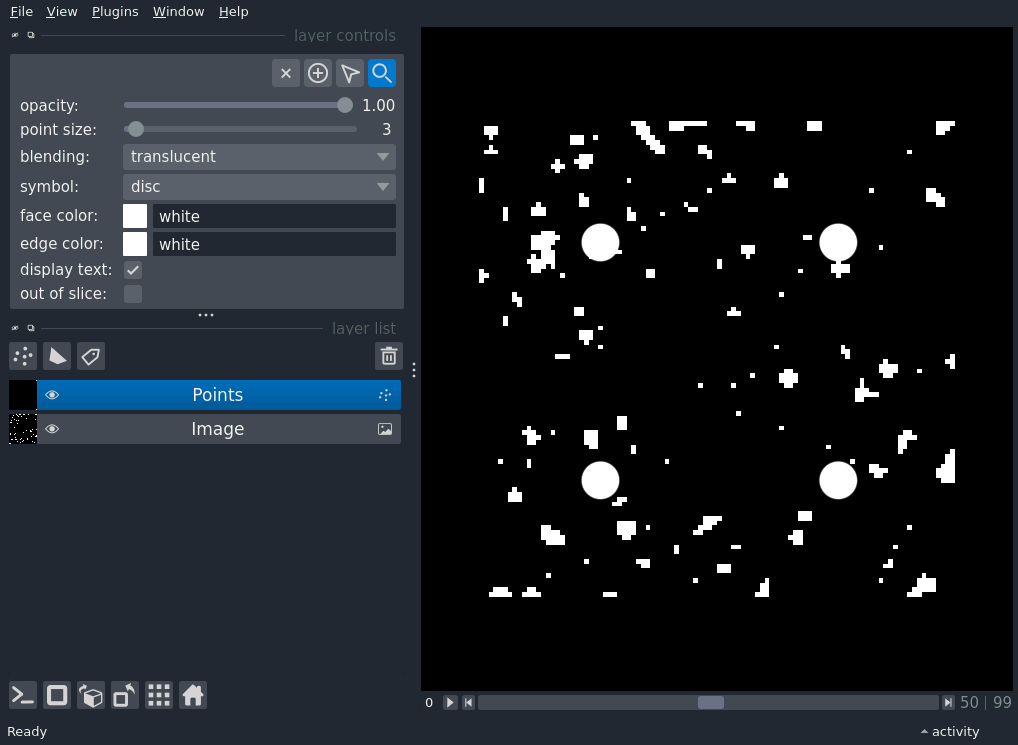 File View Plugins Window Help
layer controls
opacity: 1.00
point size: 3
blending: translucent
symbol: disc
face color: white
edge color: white
display text:
out of slice:
layer list
Points
Image
0 50 | 99
Ready activity